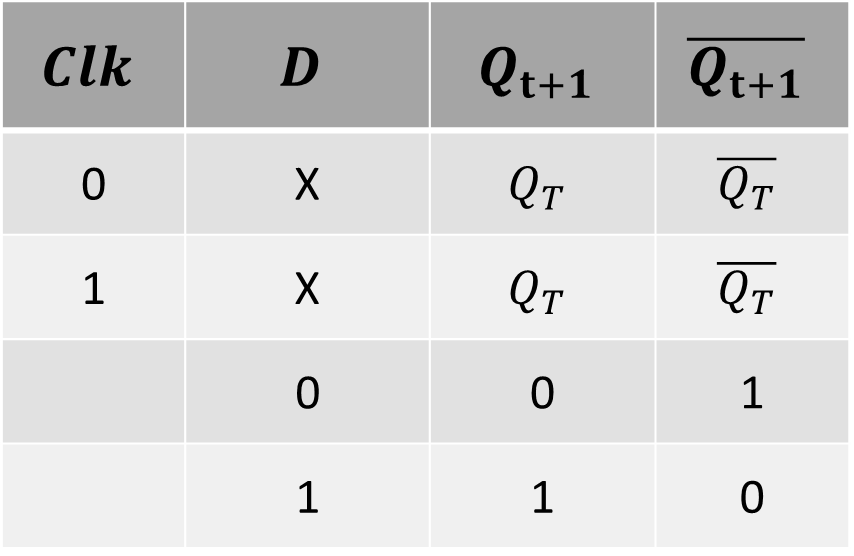 Clk D Q_{t+1} \overline{Q_{t+1}}
0 X Q_T \overline{Q_T}
1 X Q_T \overline{Q_T}
0 0 1
1 1 0